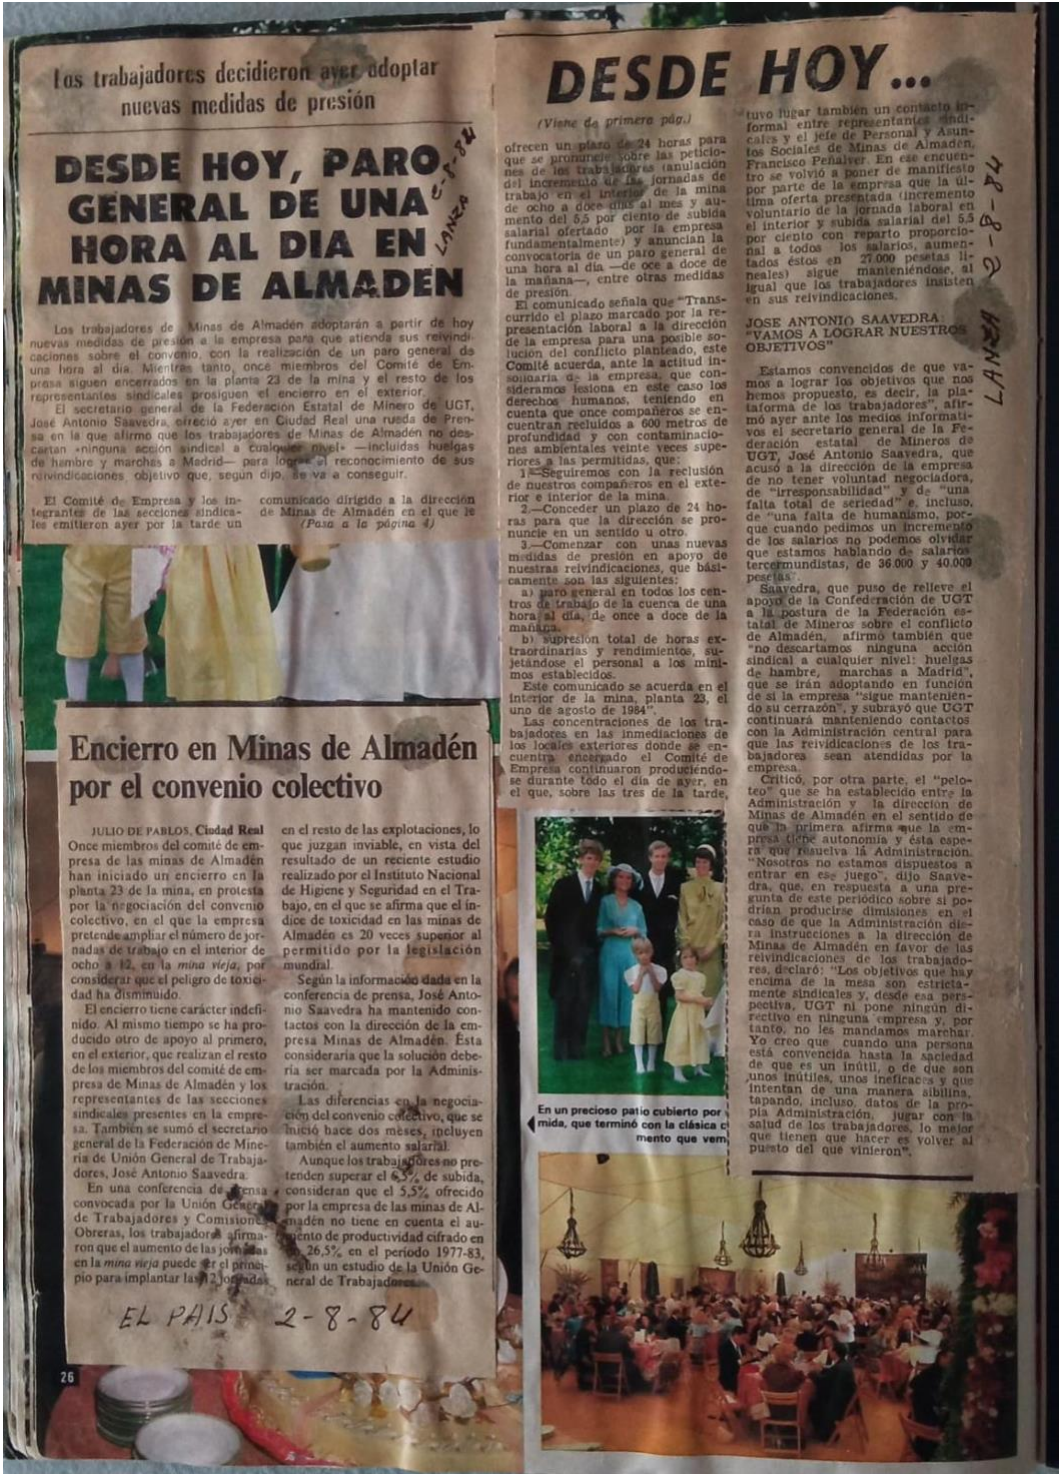 Los trabajadores decidieron ayer adoptar
nuevas medidas de presión
DESDE HOY, PARO
GENERAL DE UNA
HORA AL DIA EN
MINAS DE ALMADEN
LANZA 2-8-84
Los trabajadores de Minas de Almadén adoptarán a partir de hoy
nuevas medidas de presión a la empresa para que atienda sus reivindi-
caciones sobre el convenio, con la realización de un paro general de
una hora al día. Mientras tanto, once miembros del Comité de Em-
presa siguen encerrados en la planta 23 de la mina y el resto de los
representantes sindicales prosiguen el encierro en el exterior.
El secretario general de la Federación Estatal de Minero de UGT,
José Antonio Saavedra, ofreció ayer en Ciudad Real una rueda de Pren-
sa en la que afirmo que los trabajadores de Minas de Almadén no des-
cartan «ninguna acción sindical a cualquier nivel» —incluidas huelgas
de hambre y marchas a Madrid— para lograr el reconocimiento de sus
reivindicaciones, objetivo que, según dijo, se va a conseguir.
El Comité de Empresa y los in-
tegrantes de las secciones sindica-
les emitieron ayer por la tarde un
comunicado dirigido a la dirección
de Minas de Almadén en el que le
(Pasa a la página 4)
Encierro en Minas de Almadén
por el convenio colectivo
JULIO DE PABLOS, Ciudad Real
Once miembros del comité de em-
presa de las minas de Almadén
han iniciado un encierro en la
planta 23 de la mina, en protesta
por la negociación del convenio
colectivo, en el que la empresa
pretende ampliar el número de jor-
nadas de trabajo en el interior de
ocho a 12, en la mina vieja, por
considerar que el peligro de toxici-
dad ha disminuido.
El encierro tiene carácter indefi-
nido. Al mismo tiempo se ha pro-
ducido otro de apoyo al primero,
en el exterior, que realizan el resto
de los miembros del comité de em-
presa de Minas de Almadén y los
representantes de las secciones
sindicales presentes en la empre-
sa. También se sumó el secretario
general de la Federación de Mine-
ría de Unión General de Trabaja-
dores, José Antonio Saavedra.
En una conferencia de prensa
convocada por la Unión General
de Trabajadores y Comisiones
Obreras, los trabajadores afirma-
ron que el aumento de las jornadas
en la mina vieja puede ser el princi-
pio para implantar las 12 jornadas
en el resto de las explotaciones, lo
que juzgan inviable, en vista del
resultado de un reciente estudio
realizado por el Instituto Nacional
de Higiene y Seguridad en el Tra-
bajo, en el que se afirma que el ín-
dice de toxicidad en las minas de
Almadén es 20 veces superior al
permitido por la legislación
mundial.
Según la información dada en la
conferencia de prensa, José Anto-
nio Saavedra ha mantenido con-
tactos con la dirección de la em-
presa Minas de Almadén. Ésta
consideraría que la solución debe-
ría ser marcada por la Adminis-
tración.
Las diferencias en la negocia-
ción del convenio colectivo, que se
inició hace dos meses, incluyen
también el aumento salarial.
Aunque los trabajadores no pre-
tenden superar el 6,5% de subida,
consideran que el 5,5% ofrecido
por la empresa de las minas de Al-
madén no tiene en cuenta el au-
mento de productividad cifrado en
un 26,5% en el período 1977-83,
según un estudio de la Unión Ge-
neral de Trabajadores.
EL PAIS 2-8-84
26
DESDE HOY...
(Viene de primera pág.)
ofrecen un plazo de 24 horas para
que se pronuncie sobre las peticio-
nes de los trabajadores (anulación
del incremento de las jornadas de
trabajo en el interior de la mina
de ocho a doce días al mes y au-
mento del 5,5 por ciento de subida
salarial ofertado por la empresa
fundamentalmente) y anuncian la
convocatoria de un paro general de
una hora al día —de oce a doce de
la mañana—, entre otras medidas
de presión.
El comunicado señala que "Trans-
currido el plazo marcado por la re-
presentación laboral a la dirección
de la empresa para una posible so-
lución del conflicto planteado, este
Comité acuerda, ante la actitud in-
solidaria de la empresa, que con-
sideramos lesiona en este caso los
derechos humanos, teniendo en
cuenta que once compañeros se en-
cuentran recluidos a 600 metros de
profundidad y con contaminacio-
nes ambientales veinte veces supe-
riores a las permitidas, que:
1.—Seguiremos con la reclusión
de nuestros compañeros en el exte-
rior e interior de la mina.
2.—Conceder un plazo de 24 ho-
ras para que la dirección se pro-
nuncie en un sentido u otro.
3.—Comenzar con unas nuevas
medidas de presión en apoyo de
nuestras reivindicaciones, que bási-
camente son las siguientes:
a) paro general en todos los cen-
tros de trabajo de la cuenca de una
hora al día, de once a doce de la
mañana.
b) supresión total de horas ex-
traordinarias y rendimientos, su-
jetándose el personal a los míni-
mos establecidos.
Este comunicado se acuerda en el
interior de la mina, planta 23, el
uno de agosto de 1984".
Las concentraciones de los tra-
bajadores en las inmediaciones de
los locales exteriores donde se en-
cuentra encerrado el Comité de
Empresa continuaron produciéndo-
se durante todo el día de ayer, en
el que, sobre las tres de la tarde,
tuvo lugar también un contacto in-
formal entre representantes sindi-
cales y el jefe de Personal y Asun-
tos Sociales de Minas de Almadén,
Francisco Peñalver. En ese encuen-
tro se volvió a poner de manifiesto
por parte de la empresa que la úl-
tima oferta presentada (incremento
voluntario de la jornada laboral en
el interior y subida salarial del 5,5
por ciento con reparto proporcio-
nal a todos los salarios, aumen-
tados éstos en 27.000 pesetas li-
neales) sigue manteniéndose, al
igual que los trabajadores insisten
en sus reivindicaciones.
JOSE ANTONIO SAAVEDRA:
"VAMOS A LOGRAR NUESTROS
OBJETIVOS"
LANZA 2-8-84
Estamos convencidos de que va-
mos a lograr los objetivos que nos
hemos propuesto, es decir, la pla-
taforma de los trabajadores", afir-
mó ayer ante los medios informati-
vos el secretario general de la Fe-
deración estatal de Mineros de
UGT, José Antonio Saavedra, que
acusó a la dirección de la empresa
de no tener voluntad negociadora,
de "irresponsabilidad" y de "una
falta total de seriedad" e, incluso,
de "una falta de humanismo, por-
que cuando pedimos un incremento
de los salarios no podemos olvidar
que estamos hablando de salarios
tercermundistas, de 36.000 y 40.000
pesetas".
Saavedra, que puso de relieve el
apoyo de la Confederación de UGT
a la postura de la Federación es-
tatal de Mineros sobre el conflicto
de Almadén, afirmó también que
"no descartamos ninguna acción
sindical a cualquier nivel: huelgas
de hambre, marchas a Madrid",
que se irán adoptando en función
de si la empresa "sigue mantenien-
do su cerrazón", y subrayó que UGT
continuará manteniendo contactos
con la Administración central para
que las reividicaciones de los tra-
bajadores sean atendidas por la
empresa.
Criticó, por otra parte, el "pelo-
teo" que se ha establecido entre la
Administración y la dirección de
Minas de Almadén en el sentido de
que la primera afirma que la em-
presa tiene autonomía y ésta espe-
ra que resuelva la Administración.
"Nosotros no estamos dispuestos a
entrar en ese juego", dijo Saave-
dra, que, en respuesta a una pre-
gunta de este periódico sobre si po-
drían producirse dimisiones en el
caso de que la Administración die-
ra instrucciones a la dirección de
Minas de Almadén en favor de las
reivindicaciones de los trabajado-
res, declaró: "Los objetivos que hay
encima de la mesa son estricta-
mente sindicales y, desde esa pers-
pectiva, UGT ni pone ningún di-
rectivo en ninguna empresa y, por
tanto, no les mandamos marchar.
Yo creo que cuando una persona
está convencida hasta la saciedad
de que es un inútil, o de que son
unos inútiles, unos ineficaces y que
intentan de una manera sibilina,
tapando, incluso, datos de la pro-
pia Administración, jugar con la
salud de los trabajadores, lo mejor
que tienen que hacer es volver al
puesto del que vinieron".
En un precioso patio cubierto por
mida, que terminó con la clásica c
mento que vem